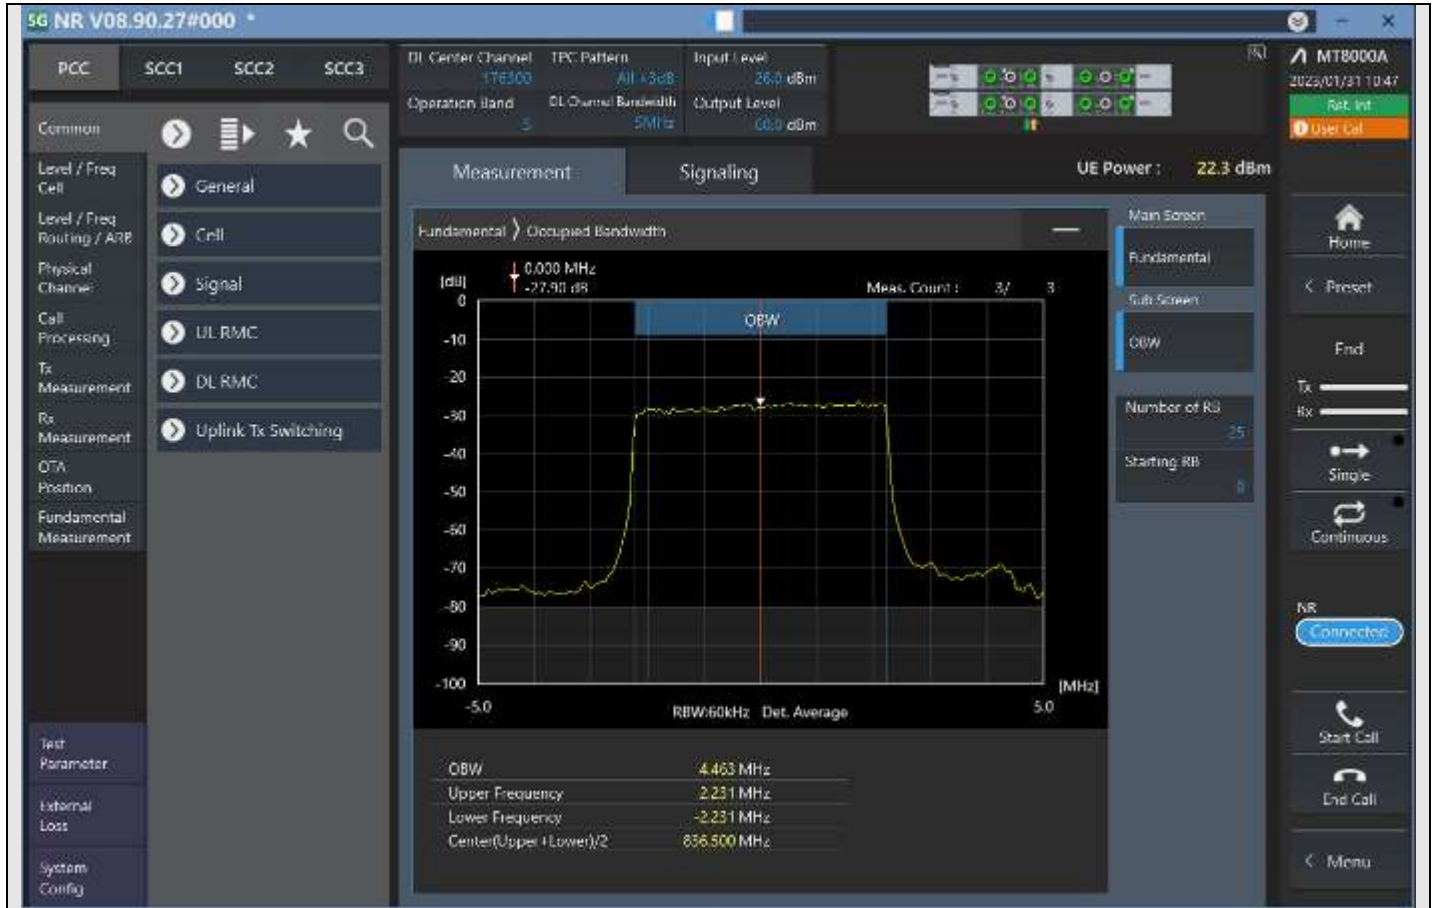 SG NR V08.90.27#000 *
PCC SCC1 SCC2 SCC3
DL Center Channel 176300
TPC Pattern All +3dB
Input Level 26.0 dBm
Operation Band 5
DL Channel Bandwidth 5MHz
Output Level -60.0 dBm
MT8000A
2023/01/31 10:47
Ref. Int
User Cal
Common
Level / Freq
Cell
Level / Freq
Routing / ARB
Physical
Channel
Call
Processing
Tx
Measurement
Rx
Measurement
OTA
Position
Fundamental
Measurement
Test
Parameter
External
Loss
System
Config
General
Cell
Signal
UL RMC
DL RMC
Uplink Tx Switching
Measurement Signaling
UE Power : 22.3 dBm
Fundamental Occupied Bandwidth
[dB]
0.000 MHz
-27.90 dB
Meas. Count : 3/ 3
OBW
0
-10
-20
-30
-40
-50
-60
-70
-80
-90
-100
[MHz]
-5.0 5.0
RBW:60kHz Det. Average
OBW 4.463 MHz
Upper Frequency 2.231 MHz
Lower Frequency -2.231 MHz
Center(Upper+Lower)/2 836.500 MHz
Main Screen
Fundamental
Sub Screen
OBW
Number of RB
25
Starting RB
0
Home
< Preset
End
Tx
Rx
Single
Continuous
NR
Connected
Start Call
End Call
< Menu